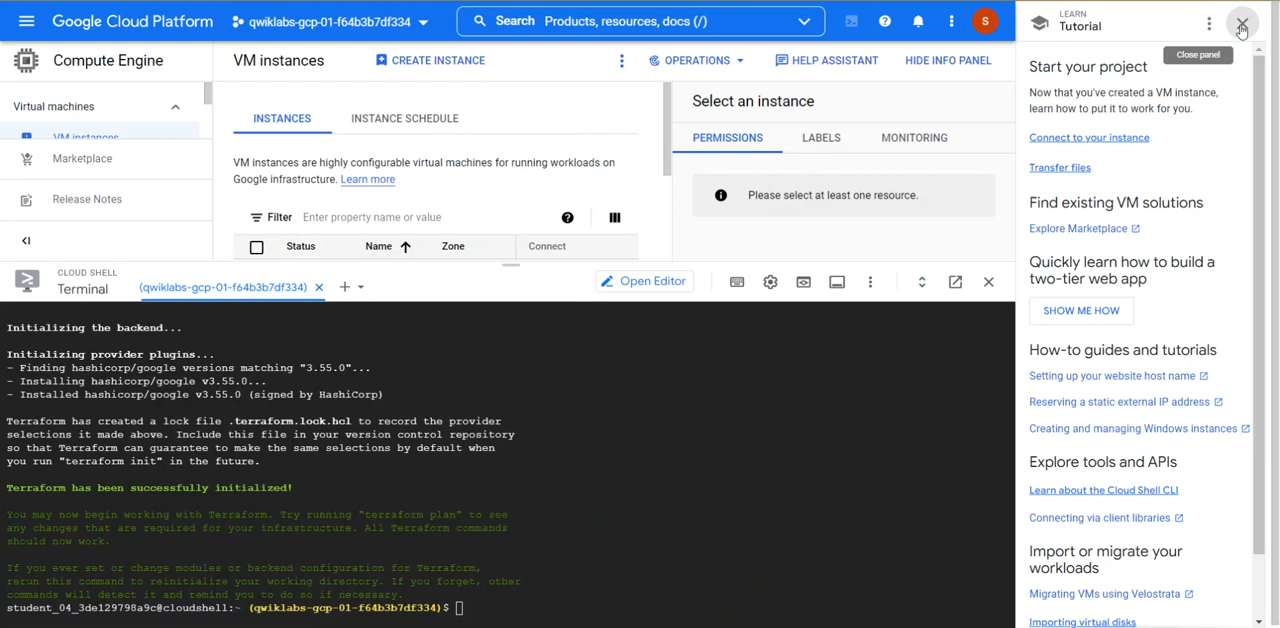 Google Cloud Platform
qwiklabs-gcp-01-f64b3b7df334
Search Products, resources, docs (/)
S
LEARN
Tutorial
Close panel
Compute Engine
VM instances
CREATE INSTANCE
OPERATIONS
HELP ASSISTANT
HIDE INFO PANEL
Virtual machines
VM instances
Marketplace
Release Notes
INSTANCES
INSTANCE SCHEDULE
VM instances are highly configurable virtual machines for running workloads on
Google infrastructure. Learn more
Filter Enter property name or value
Status Name Zone Connect
Select an instance
PERMISSIONS
LABELS
MONITORING
Please select at least one resource.
CLOUD SHELL
Terminal
(qwiklabs-gcp-01-f64b3b7df334)
Open Editor
Initializing the backend...
Initializing provider plugins...
- Finding hashicorp/google versions matching "3.55.0"...
- Installing hashicorp/google v3.55.0...
- Installed hashicorp/google v3.55.0 (signed by HashiCorp)
Terraform has created a lock file .terraform.lock.hcl to record the provider
selections it made above. Include this file in your version control repository
so that Terraform can guarantee to make the same selections by default when
you run "terraform init" in the future.
Terraform has been successfully initialized!
You may now begin working with Terraform. Try running "terraform plan" to see
any changes that are required for your infrastructure. All Terraform commands
should now work.
If you ever set or change modules or backend configuration for Terraform,
rerun this command to reinitialize your working directory. If you forget, other
commands will detect it and remind you to do so if necessary.
student_04_3de129798a9c@cloudshell:~ (qwiklabs-gcp-01-f64b3b7df334)$
Start your project
Now that you've created a VM instance,
learn how to put it to work for you.
Connect to your instance
Transfer files
Find existing VM solutions
Explore Marketplace
Quickly learn how to build a
two-tier web app
SHOW ME HOW
How-to guides and tutorials
Setting up your website host name
Reserving a static external IP address
Creating and managing Windows instances
Explore tools and APIs
Learn about the Cloud Shell CLI
Connecting via client libraries
Import or migrate your
workloads
Migrating VMs using Velostrata
Importing virtual disks